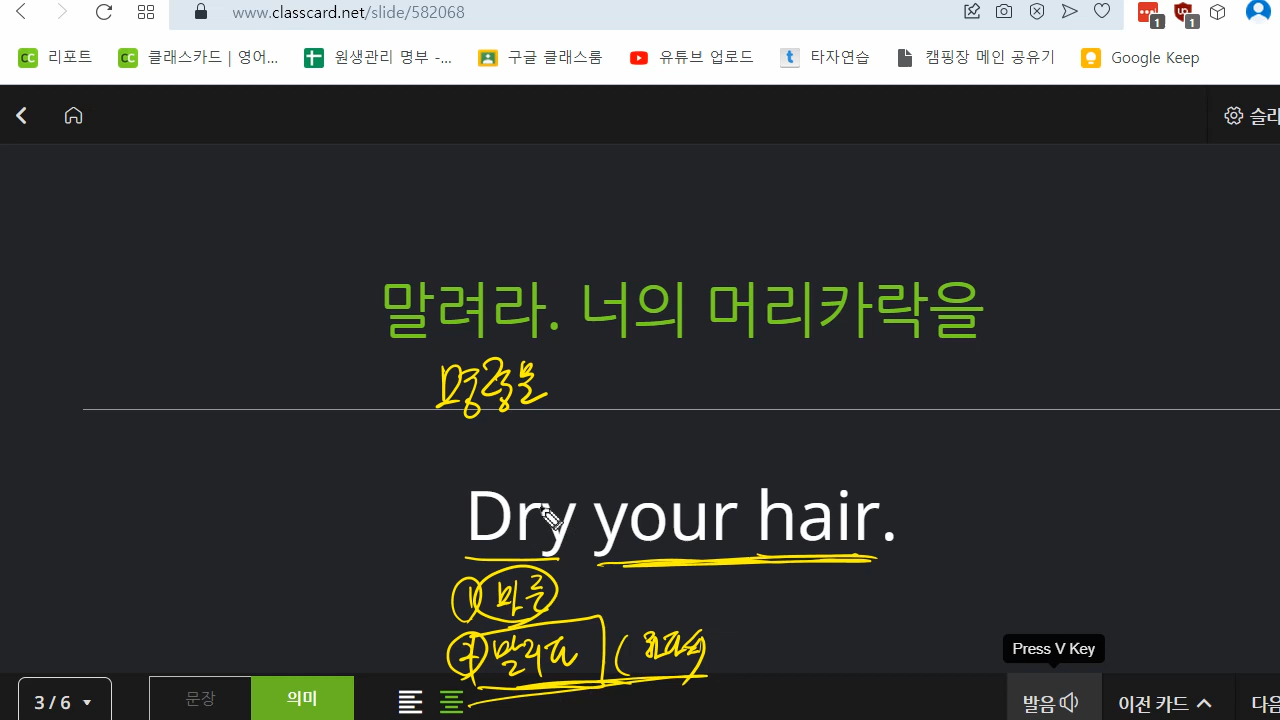 www.classcard.net/slide/582068
1 1
리포트 클래스카드 | 영어... 원생관리 명부 -... 구글 클래스룸 유튜브 업로드 타자연습 캠핑장 메인 공유기 Google Keep
슬라
말려라. 너의 머리카락을
명령문
Dry your hair.
① 마른
② 말리다
Press V Key
3 / 6 문장 의미 발음 이전 카드 다음